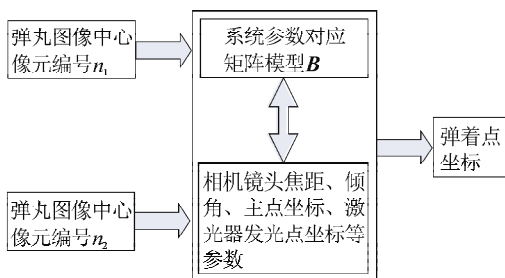 弹丸图像中心
像元编号n₁
系统参数对应
矩阵模型B
弹着点
坐标
弹丸图像中心
像元编号n₂
相机镜头焦距、倾
角、主点坐标、激
光器发光点坐标等
参数